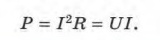 P = I²R = UI.